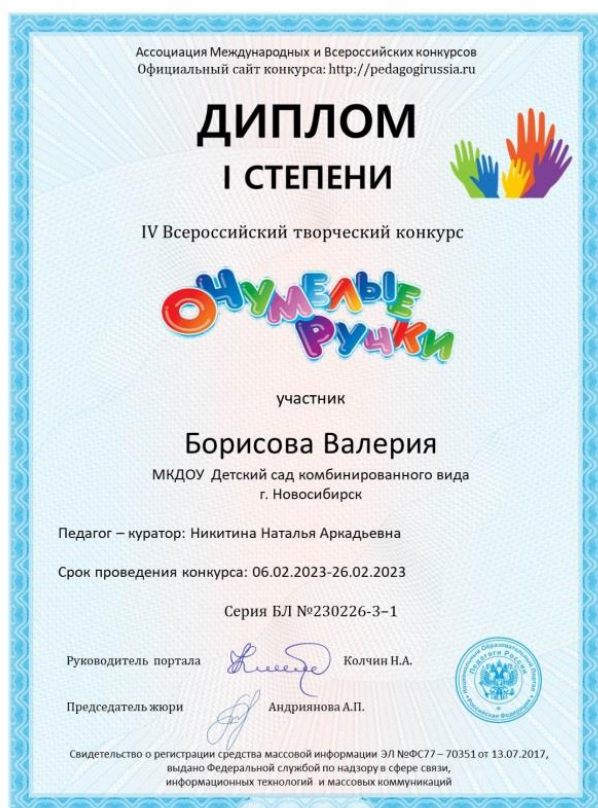 Ассоциация Международных и Всероссийских конкурсов
Официальный сайт конкурса: http://pedagogirussia.ru
ДИПЛОМ
I СТЕПЕНИ
IV Всероссийский творческий конкурс
ОЧУМЕЛЫЕ
РУЧКИ
участник
Борисова Валерия
МКДОУ Детский сад комбинированного вида
г. Новосибирск
Педагог – куратор: Никитина Наталья Аркадьевна
Срок проведения конкурса: 06.02.2023-26.02.2023
Серия БЛ №230226-3–1
Руководитель портала Колчин Н.А.
Председатель жюри Андриянова А.П.
Педагоги России
Свидетельство о регистрации средства массовой информации ЭЛ №ФС77 – 70351 от 13.07.2017,
выдано Федеральной службой по надзору в сфере связи,
информационных технологий и массовых коммуникаций